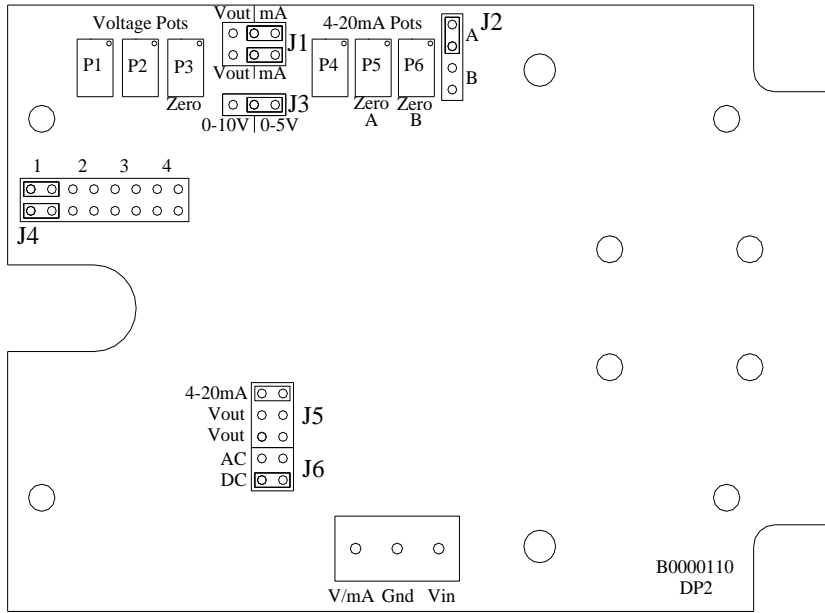 Vout mA
Voltage Pots
4-20mA Pots
J2
A
J1
P1 P2 P3
P4 P5 P6
Vout mA
B
Zero
J3
Zero
A
Zero
B
0-10V 0-5V
1 2 3 4
J4
4-20mA
Vout
J5
Vout
AC
J6
DC
V/mA Gnd Vin
B0000110
DP2